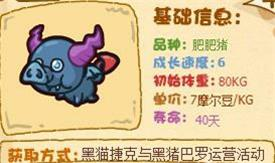 基础信息:
品种: 肥肥猪
成长速度: 6
初始体重: 80KG
单价: 7摩尔豆/KG
寿命: 40天
获取方式: 黑猫捷克与黑猪巴罗运营活动